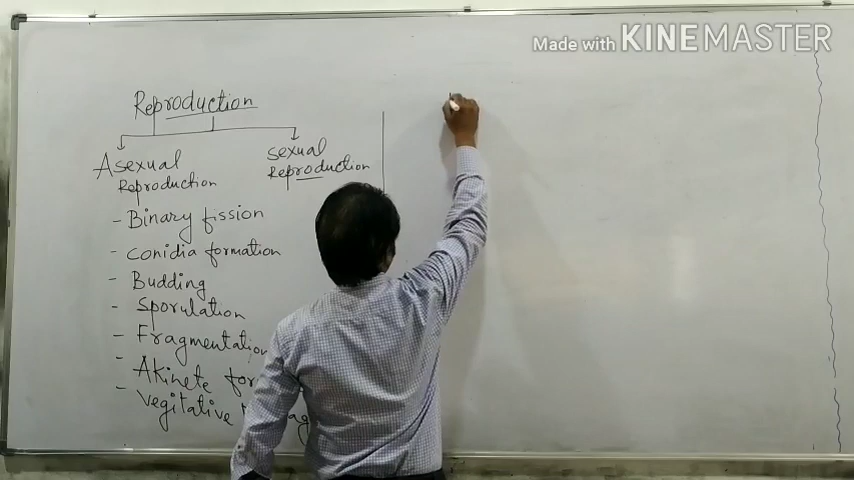 Made with KINEMASTER
Reproduction
Asexual
Reproduction
sexual
Reproduction
- Binary fission
- conidia formation
- Budding
- Sporulation
- Fragmentation
- Akinete for
- Vegitative